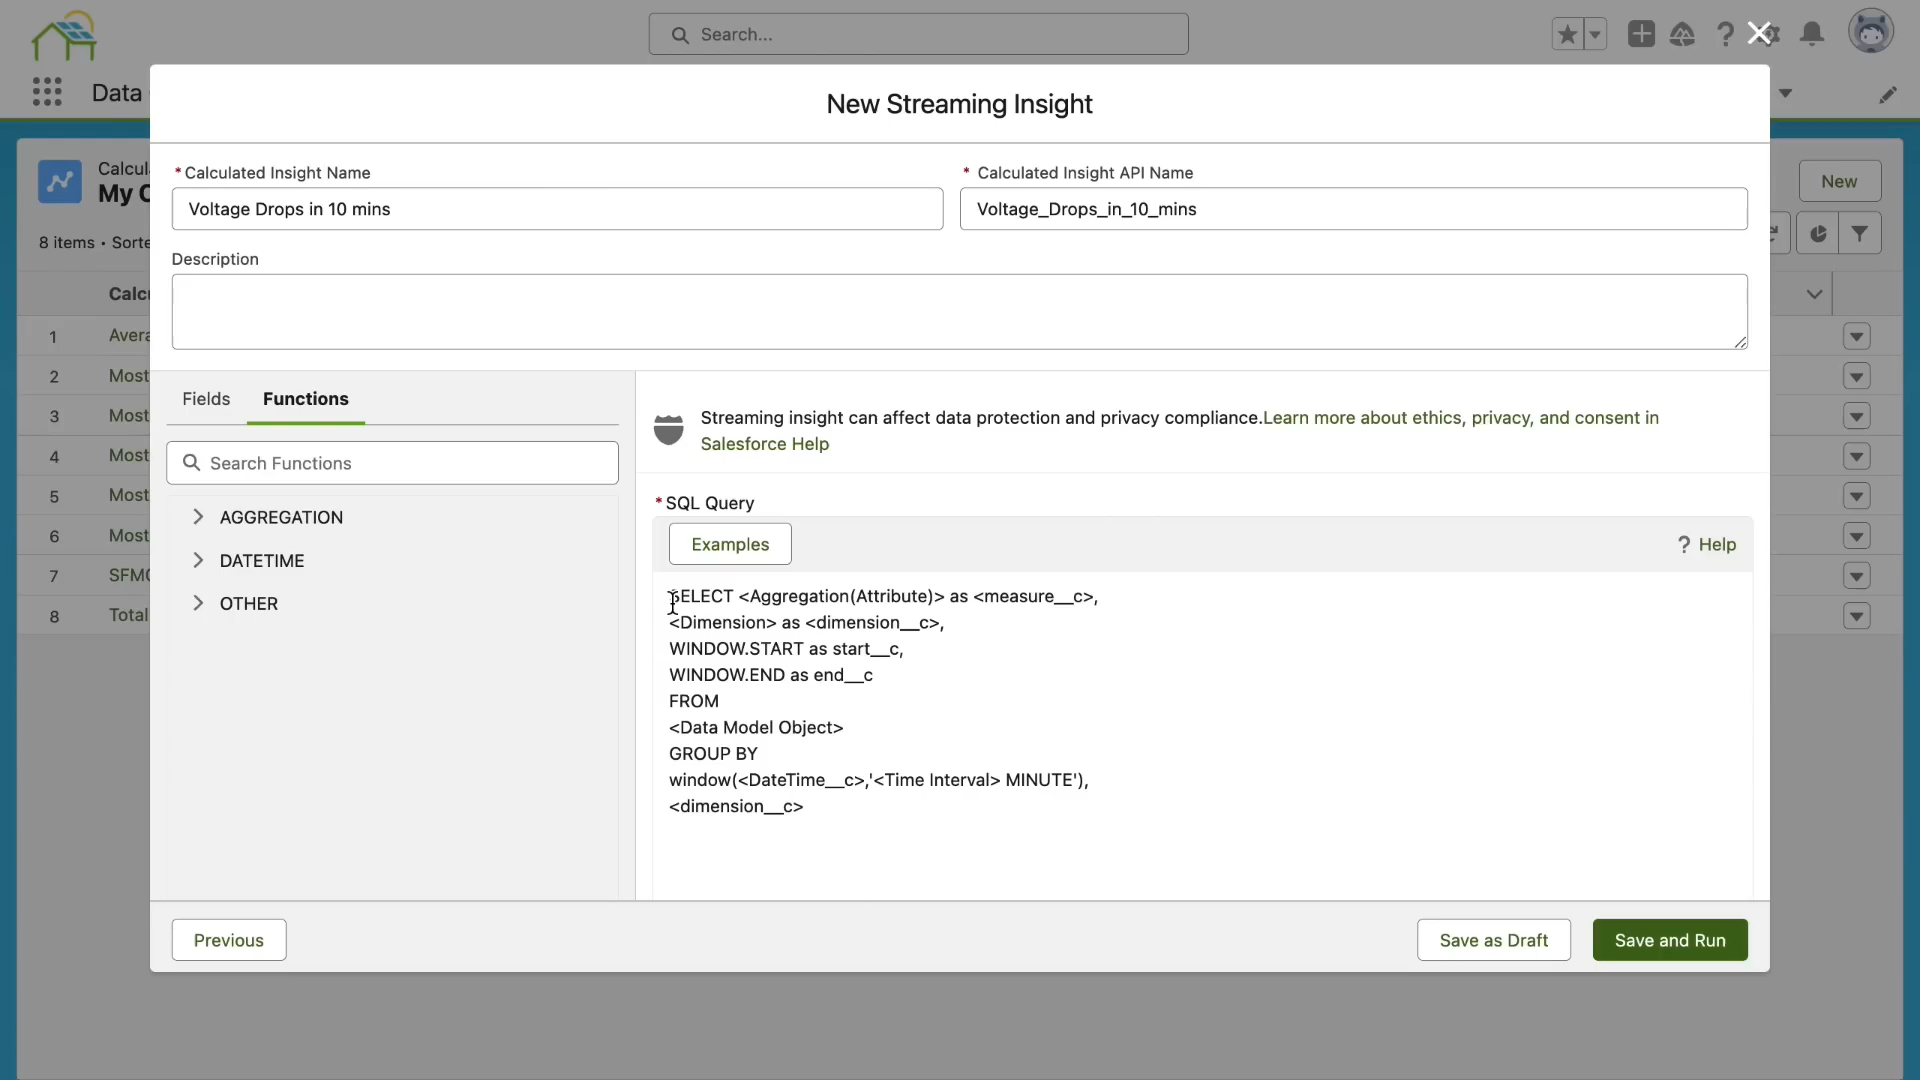 Search...
Data
New Streaming Insight
Calcul
My C
* Calculated Insight Name
* Calculated Insight API Name
New
Voltage Drops in 10 mins
Voltage_Drops_in_10_mins
8 items • Sorte
Description
Calcu
1 Avera
2 Most
3 Most
4 Most
5 Most
6 Most
7 SFMC
8 Total
Fields Functions
Search Functions
AGGREGATION
DATETIME
OTHER
Streaming insight can affect data protection and privacy compliance.Learn more about ethics, privacy, and consent in
Salesforce Help
* SQL Query
Examples
? Help
SELECT <Aggregation(Attribute)> as <measure__c>,
<Dimension> as <dimension__c>,
WINDOW.START as start__c,
WINDOW.END as end__c
FROM
<Data Model Object>
GROUP BY
window(<DateTime__c>,'<Time Interval> MINUTE'),
<dimension__c>
Previous
Save as Draft
Save and Run